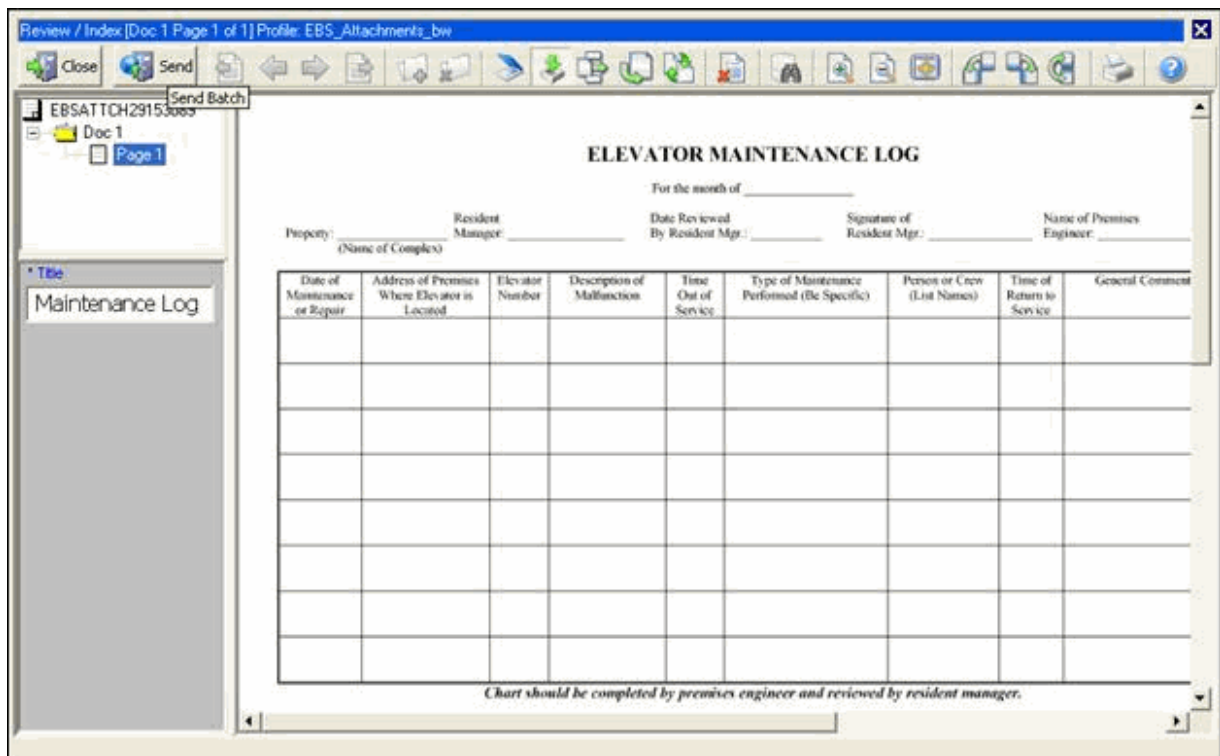 Review / Index [Doc 1 Page 1 of 1] Profile: EBS_Attachments_bw
Close Send
Send Batch
Doc 1
Page 1
* Title
Maintenance Log
ELEVATOR MAINTENANCE LOG
For the month of
Resident Date Reviewed Signature of Name of Premises
Property: Manager: By Resident Mgr.: Resident Mgr.: Engineer:
(Name of Complex)
Date of Address of Premises Elevator Description of Time Type of Maintenance Person or Crew Time of General Comment
Maintenance Where Elevator is Number Malfunction Out of Performed (Be Specific) (List Names) Return to
or Repair Located Service Service
Chart should be completed by premises engineer and reviewed by resident manager.